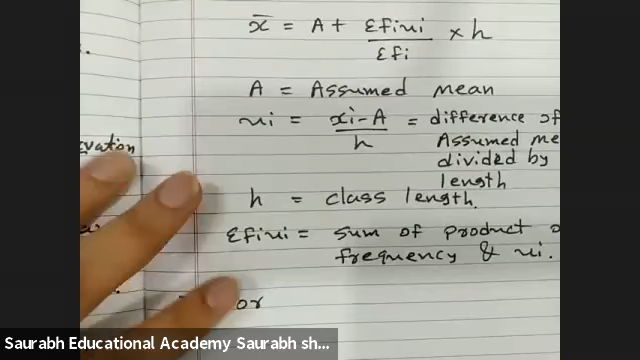 x̄ = A + Σfiui / Σfi × h
A = Assumed mean
ui = xi-A / h = difference of
Assumed me
divided by
length
h = class length.
evation
Σfiui = sum of product o
frequency & ui.
or
Saurabh Educational Academy Saurabh sh...